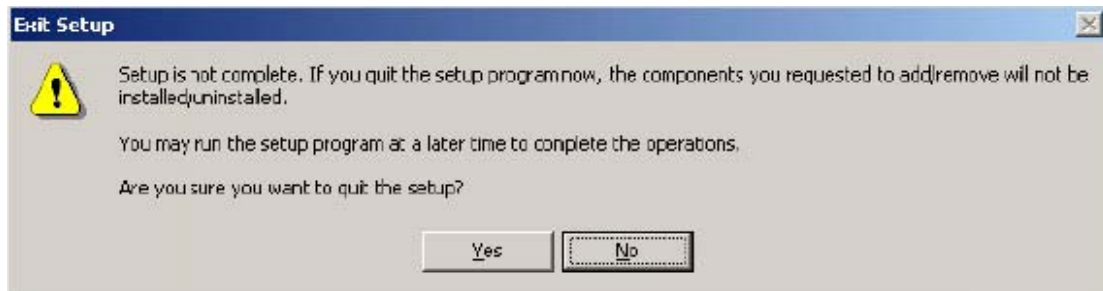 Exit Setup
Setup is not complete. If you quit the setup program now, the components you requested to add/remove will not be
installed/uninstalled.
You may run the setup program at a later time to complete the operations.
Are you sure you want to quit the setup?
Yes
No